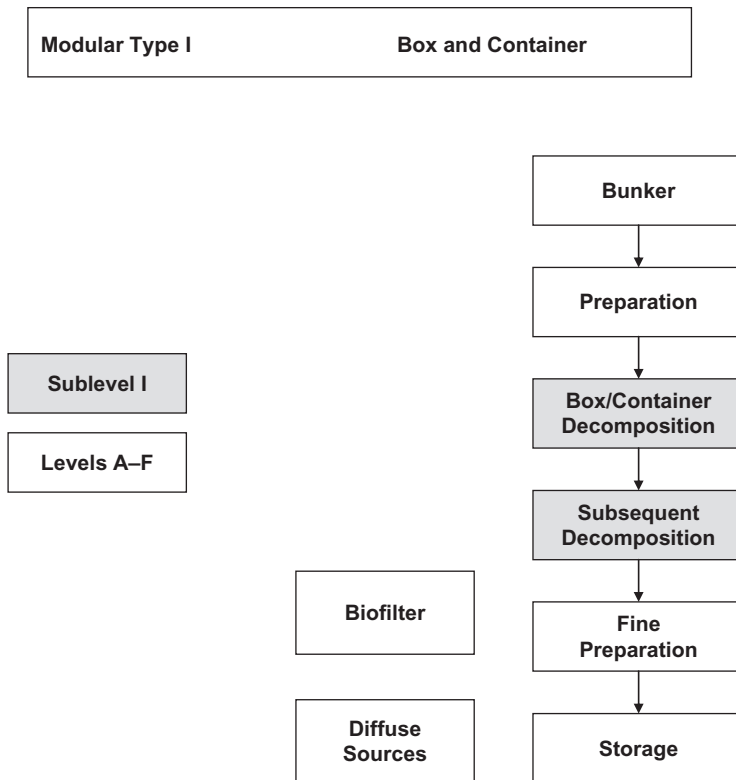 Modular Type I Box and Container
Bunker
Preparation
Sublevel I
Box/Container
Decomposition
Levels A–F
Subsequent
Decomposition
Biofilter
Fine
Preparation
Diffuse
Sources
Storage